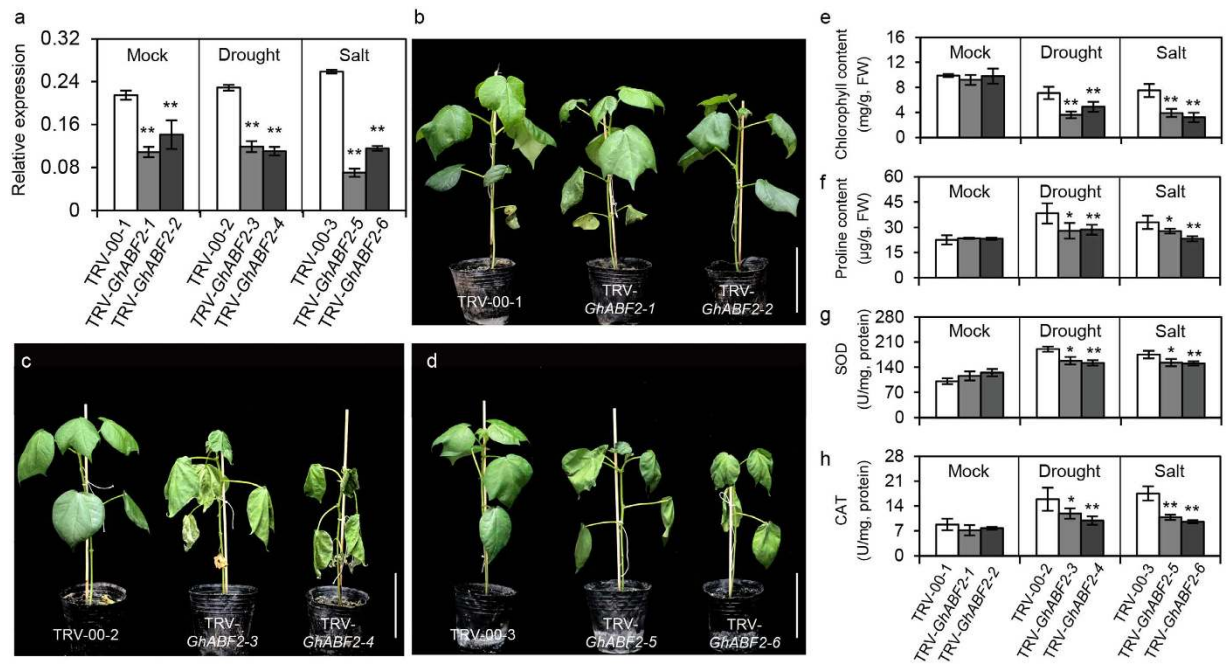 a
Relative expression
0.32
0.24
0.16
0.08
0
Mock
Drought
Salt
**
**
**
**
**
**
TRV-00-1
TRV-GhABF2-1
TRV-GhABF2-2
TRV-00-2
TRV-GhABF2-3
TRV-GhABF2-4
TRV-00-3
TRV-GhABF2-5
TRV-GhABF2-6
b
TRV-00-1
TRV-
GhABF2-1
TRV-
GhABF2-2
c
TRV-00-2
TRV-
GhABF2-3
TRV-
GhABF2-4
d
TRV-00-3
TRV-
GhABF2-5
TRV-
GhABF2-6
e
Chlorophyll content
(mg/g, FW)
16
12
8
4
0
Mock
Drought
Salt
**
**
**
**
f
Proline content
(μg/g, FW)
60
45
30
15
0
Mock
Drought
Salt
*
**
*
**
g
SOD
(U/mg, protein)
280
210
140
70
0
Mock
Drought
Salt
*
**
*
**
h
CAT
(U/mg, protein)
28
21
14
7
0
Mock
Drought
Salt
*
**
**
**
TRV-00-1
TRV-GhABF2-1
TRV-GhABF2-2
TRV-00-2
TRV-GhABF2-3
TRV-GhABF2-4
TRV-00-3
TRV-GhABF2-5
TRV-GhABF2-6